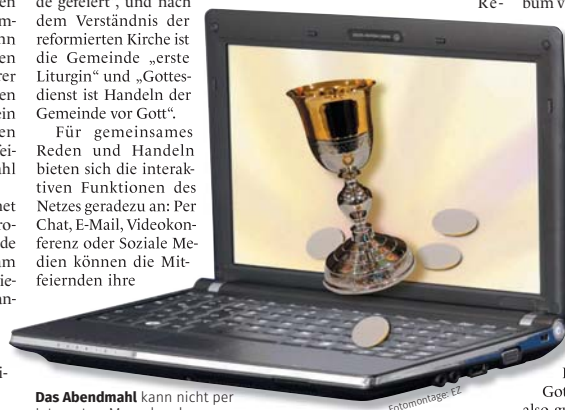 de gefeiert", und nach
dem Verständnis der
reformierten Kirche ist
die Gemeinde „erste
Liturgin“ und „Gottes-
dienst ist Handeln der
Gemeinde vor Gott“.
Für gemeinsames
Reden und Handeln
bieten sich die interak-
tiven Funktionen des
Netzes geradezu an: Per
Chat, E-Mail, Videokon-
ferenz oder Soziale Me-
dien können die Mit-
feiernden ihre
Das Abendmahl kann nicht per
Re-
Entomontage: EZ